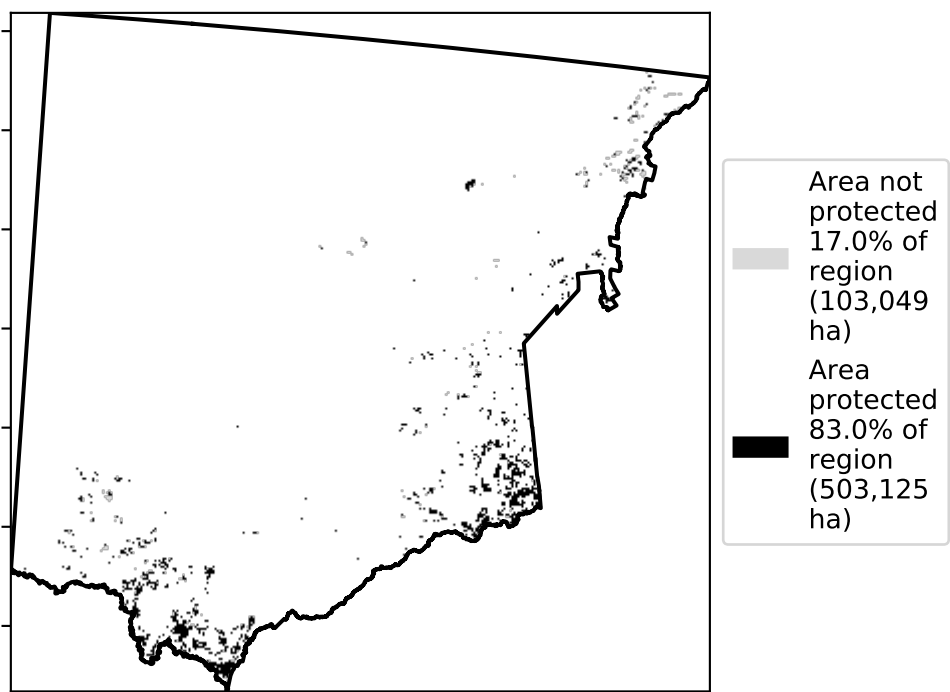 Area not
protected
17.0% of
region
(103,049
ha)
Area
protected
83.0% of
region
(503,125
ha)